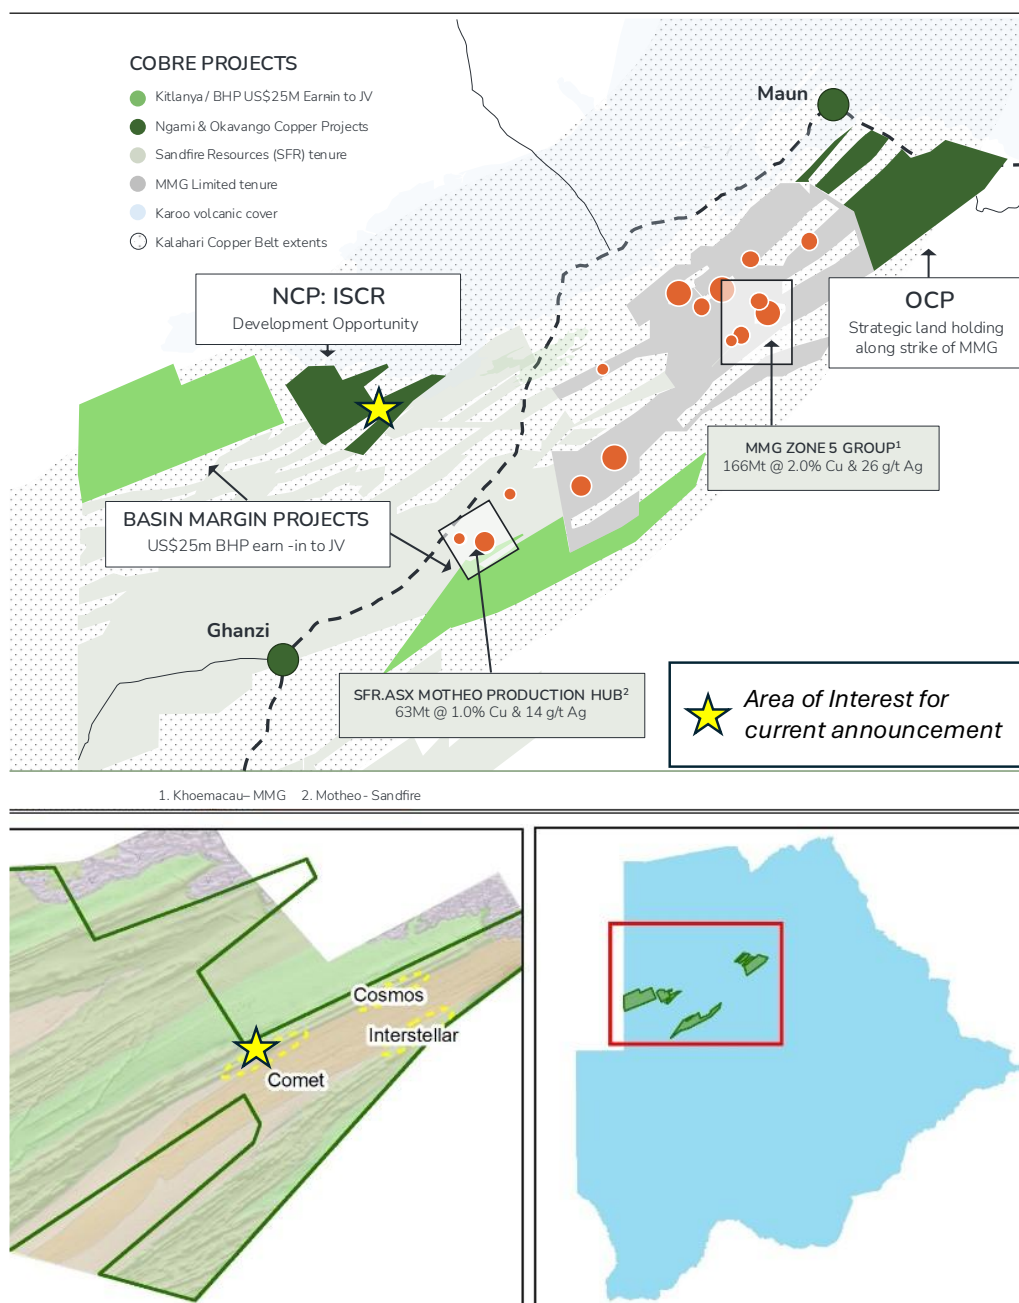 COBRE PROJECTS
Kitlanya / BHP US$25M Earnin to JV
Ngami & Okavango Copper Projects
Sandfire Resources (SFR) tenure
MMG Limited tenure
Karoo volcanic cover
Kalahari Copper Belt extents
Maun
NCP: ISCR
Development Opportunity
OCP
Strategic land holding
along strike of MMG
MMG ZONE 5 GROUP¹
166Mt @ 2.0% Cu & 26 g/t Ag
BASIN MARGIN PROJECTS
US$25m BHP earn -in to JV
Ghanzi
SFR.ASX MOTHEO PRODUCTION HUB²
63Mt @ 1.0% Cu & 14 g/t Ag
Area of Interest for
current announcement
1. Khoemacau– MMG 2. Motheo - Sandfire
Cosmos
Interstellar
Comet